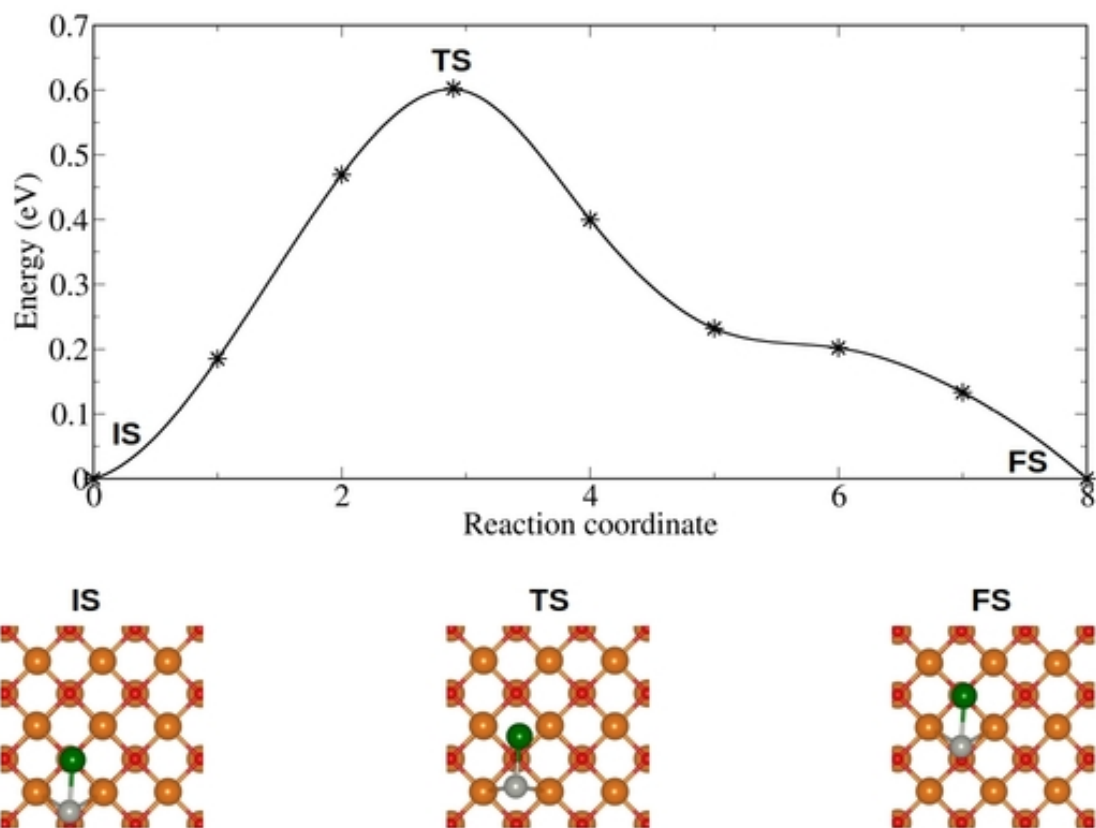 0.7
TS
0.6
0.5
0.4
0.3
0.2
0.1
0
Energy (eV)
IS
FS
0 2 4 6 8
Reaction coordinate
IS TS FS